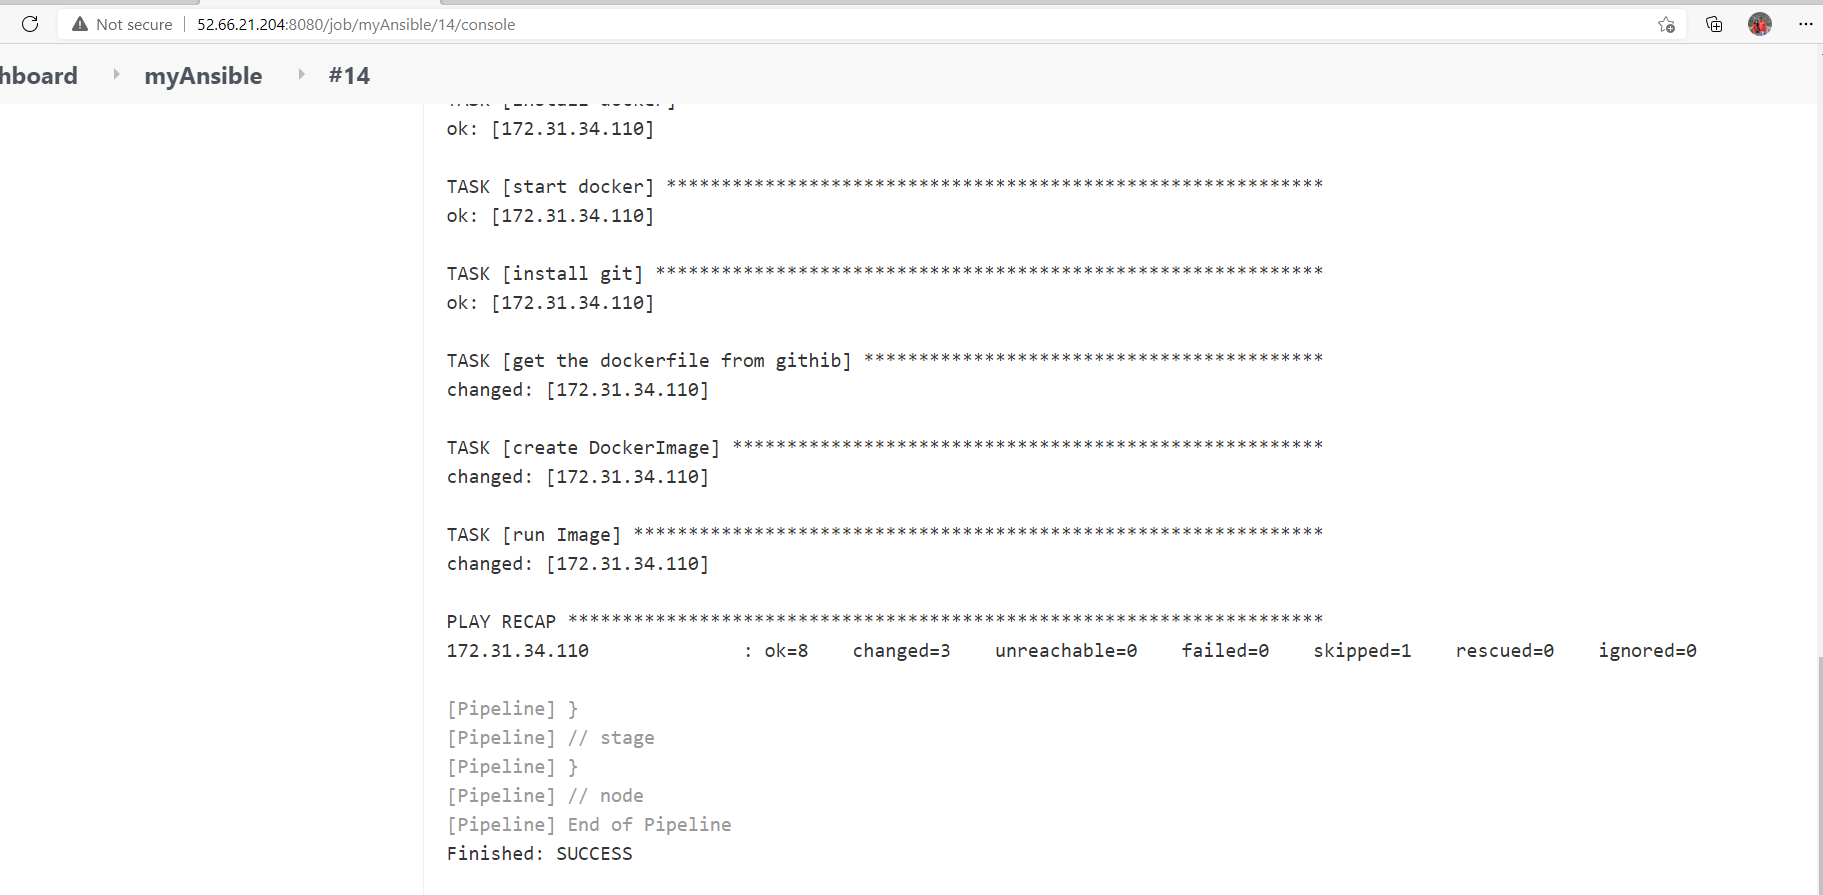 Not secure | 52.66.21.204:8080/job/myAnsible/14/console
hboard myAnsible #14
TASK [install docker]
ok: [172.31.34.110]
TASK [start docker] ************************************************************
ok: [172.31.34.110]
TASK [install git] *************************************************************
ok: [172.31.34.110]
TASK [get the dockerfile from githib] ******************************************
changed: [172.31.34.110]
TASK [create DockerImage] ******************************************************
changed: [172.31.34.110]
TASK [run Image] ***************************************************************
changed: [172.31.34.110]
PLAY RECAP *********************************************************************
172.31.34.110 : ok=8 changed=3 unreachable=0 failed=0 skipped=1 rescued=0 ignored=0
[Pipeline] }
[Pipeline] // stage
[Pipeline] }
[Pipeline] // node
[Pipeline] End of Pipeline
Finished: SUCCESS